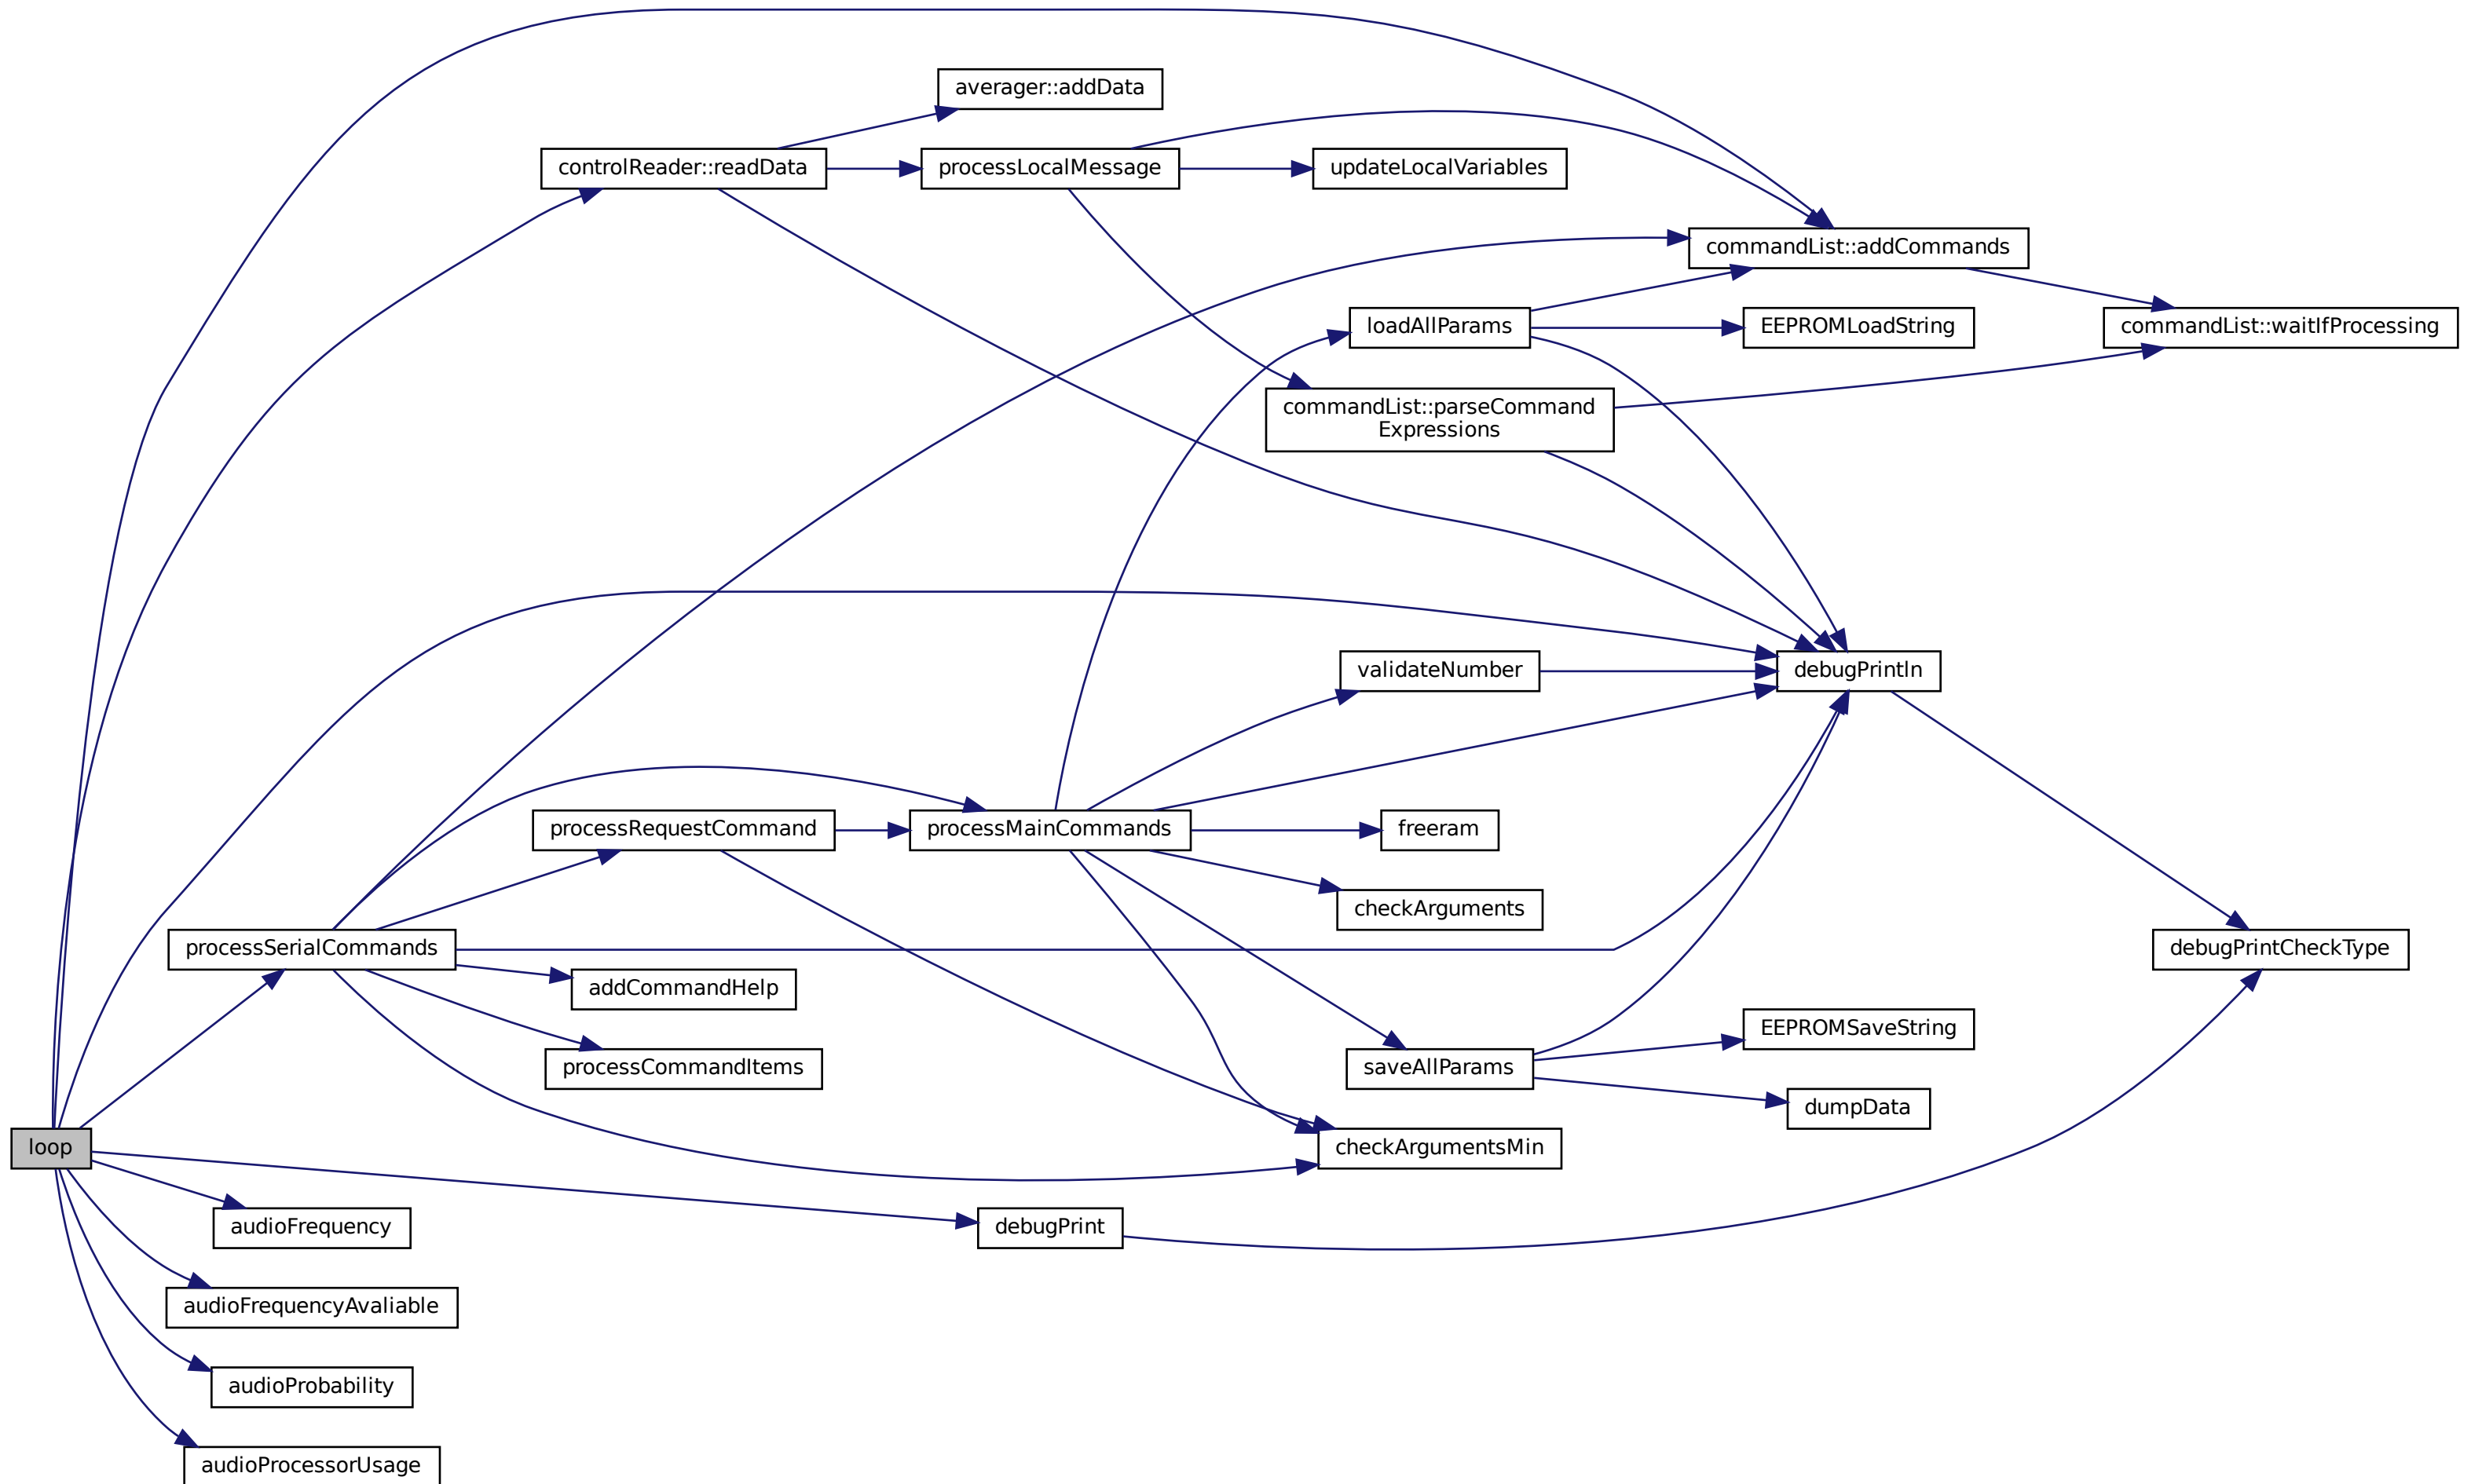 averager::addData
controlReader::readData
processLocalMessage
updateLocalVariables
commandList::addCommands
loadAllParams
EEPROMLoadString
commandList::waitIfProcessing
commandList::parseCommand
Expressions
validateNumber
debugPrintln
processRequestCommand
processMainCommands
freeram
checkArguments
processSerialCommands
debugPrintCheckType
addCommandHelp
EEPROMSaveString
processCommandItems
saveAllParams
dumpData
loop
checkArgumentsMin
audioFrequency
debugPrint
audioFrequencyAvaliable
audioProbability
audioProcessorUsage